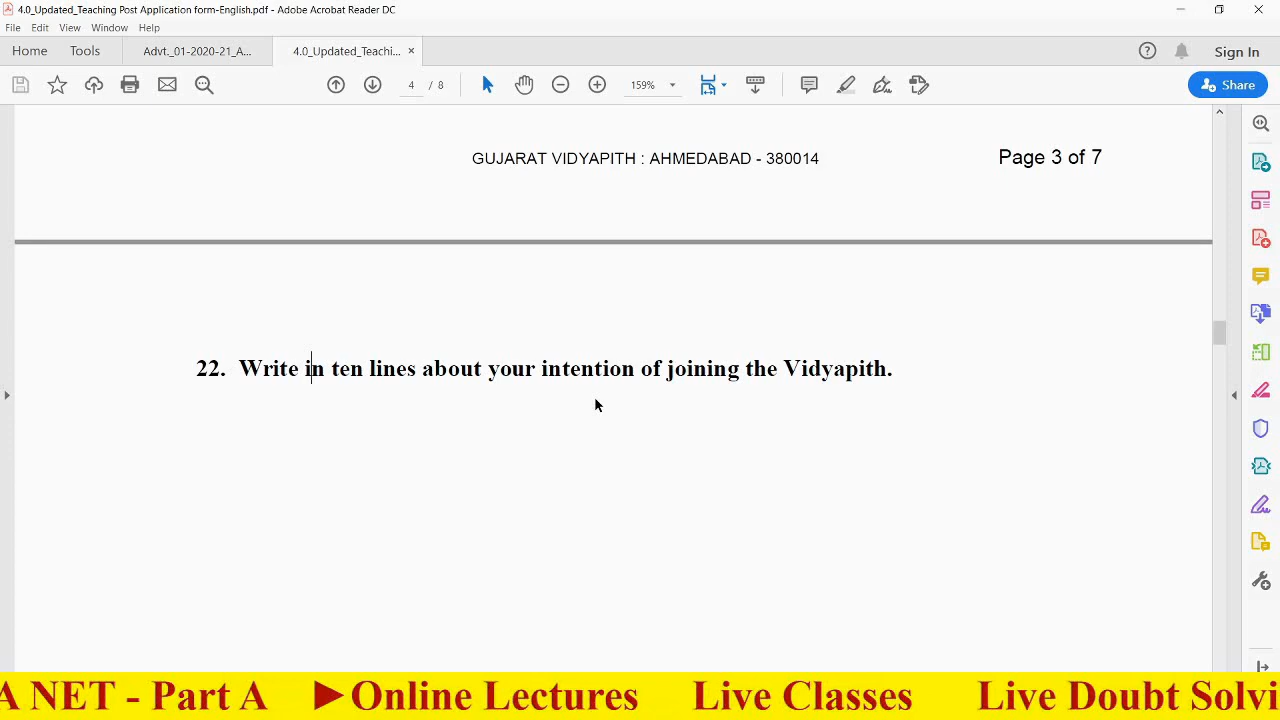 4.0_Updated_Teaching Post Application form-English.pdf - Adobe Acrobat Reader DC
File Edit View Window Help
Home Tools Advt._01-2020-21_A... 4.0_Updated_Teachi... ×
4 / 8 159% Share
Sign In
GUJARAT VIDYAPITH : AHMEDABAD - 380014 Page 3 of 7
22. Write in ten lines about your intention of joining the Vidyapith.
A NET - Part A ►Online Lectures Live Classes Live Doubt Solvi